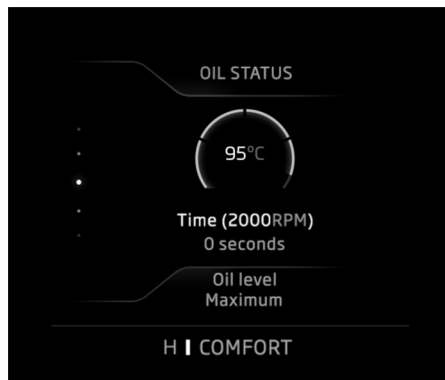 OIL STATUS
95°C
Time (2000RPM)
0 seconds
Oil level
Maximum
H COMFORT